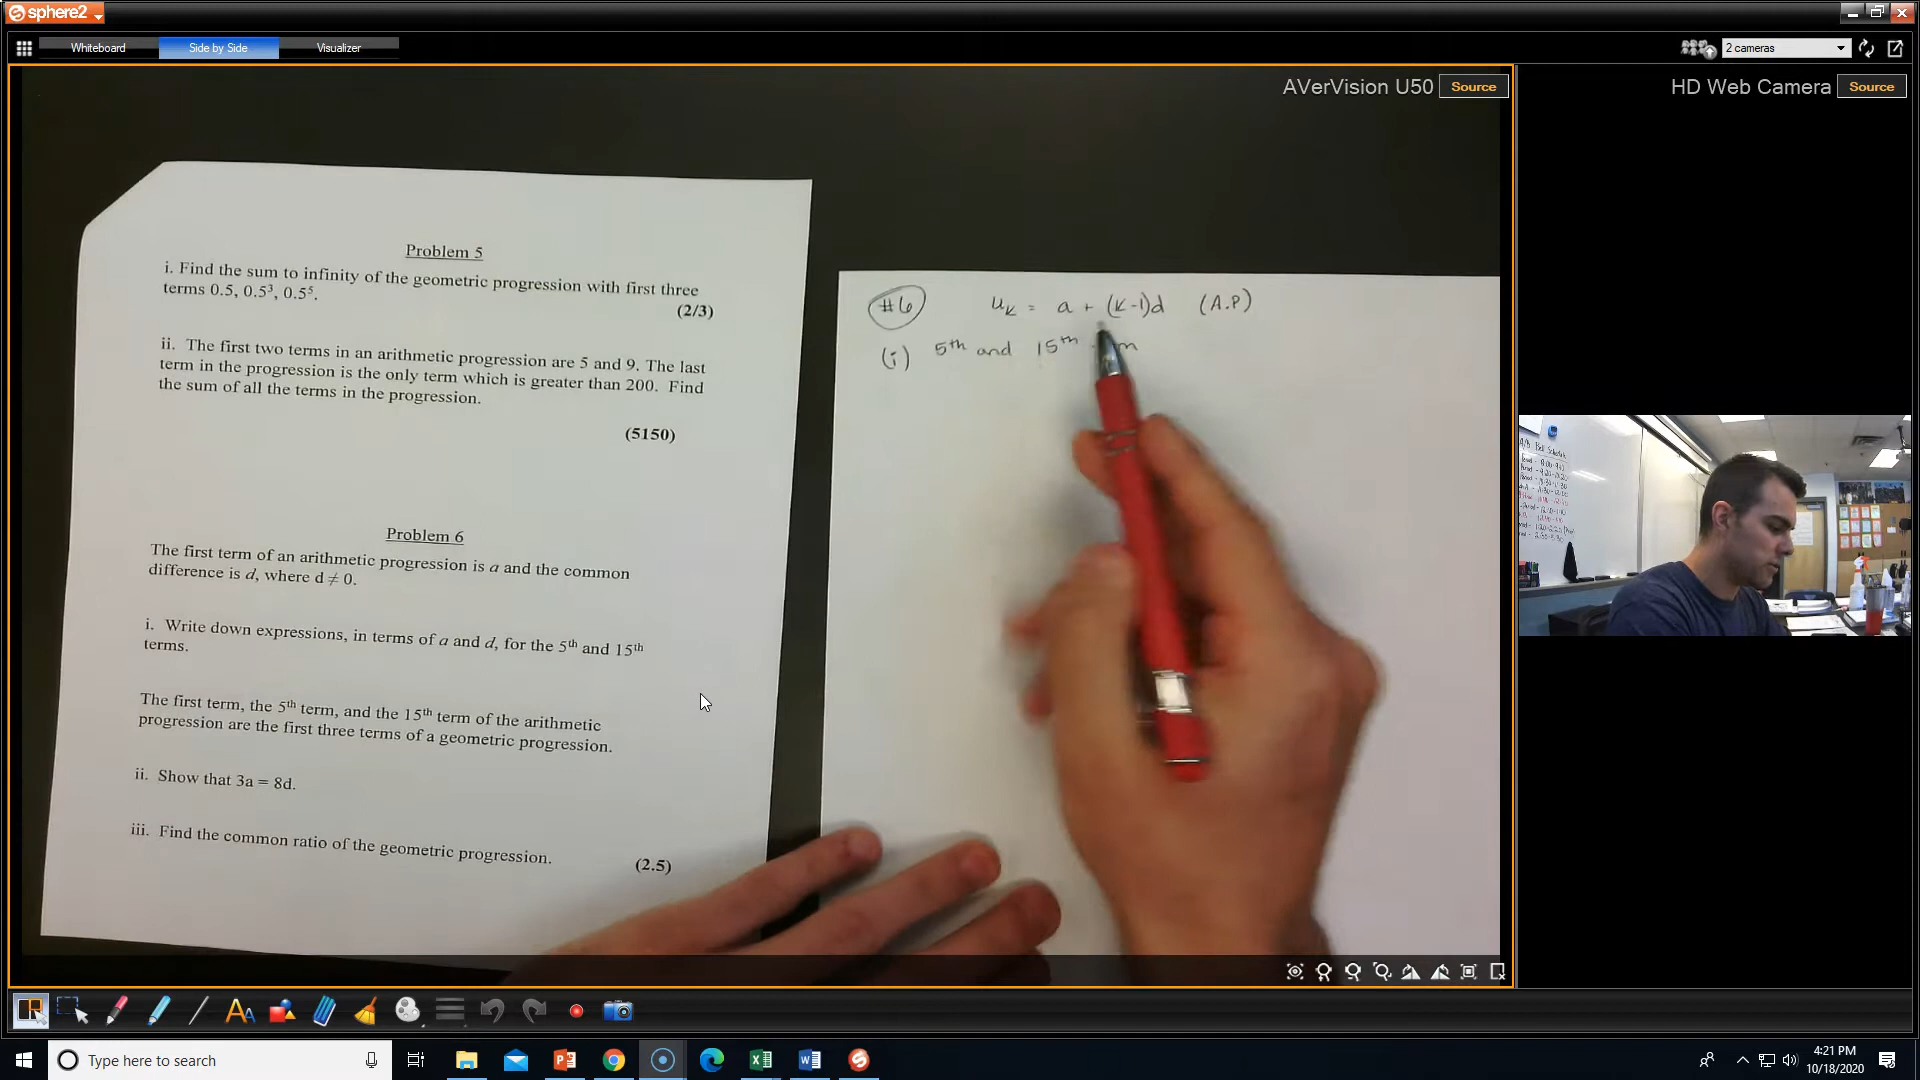 sphere2
Whiteboard
Side by Side
Visualizer
2 cameras
AVerVision U50
Source
HD Web Camera
Source
Problem 5
i. Find the sum to infinity of the geometric progression with first three
terms 0.5, 0.5³, 0.5⁵.
(2/3)
ii. The first two terms in an arithmetic progression are 5 and 9. The last
term in the progression is the only term which is greater than 200. Find
the sum of all the terms in the progression.
(5150)
Problem 6
The first term of an arithmetic progression is a and the common
difference is d, where d ≠ 0.
i. Write down expressions, in terms of a and d, for the 5th and 15th
terms.
The first term, the 5th term, and the 15th term of the arithmetic
progression are the first three terms of a geometric progression.
ii. Show that 3a = 8d.
iii. Find the common ratio of the geometric progression.
(2.5)
#6 uk = a + (k-1)d (A.P)
(i) 5th and 15th
Bell Schedule
Type here to search
4:21 PM
10/18/2020